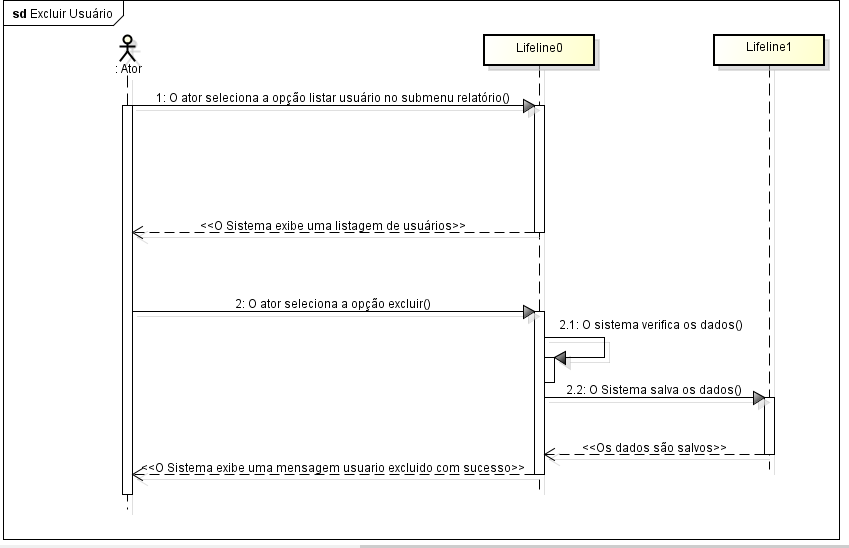 sd Excluir Usuário
: Ator
Lifeline0
Lifeline1
1: O ator seleciona a opção listar usuário no submenu relatório()
<<O Sistema exibe uma listagem de usuários>>
2: O ator seleciona a opção excluir()
2.1: O sistema verifica os dados()
2.2: O Sistema salva os dados()
<<Os dados são salvos>>
<<O Sistema exibe uma mensagem usuario excluido com sucesso>>